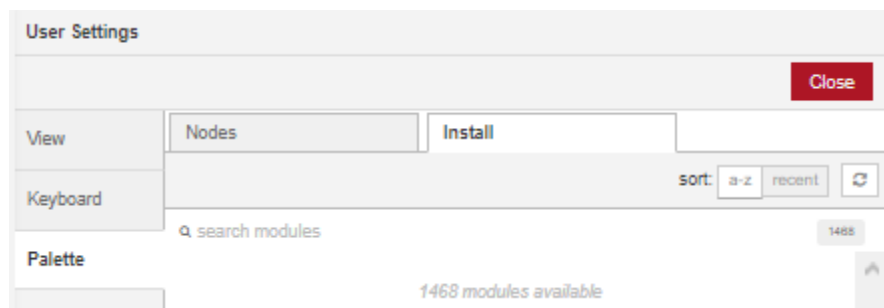 User Settings
Close
View
Nodes
Install
sort: a-z recent
Keyboard
search modules
1468
Palette
1468 modules available